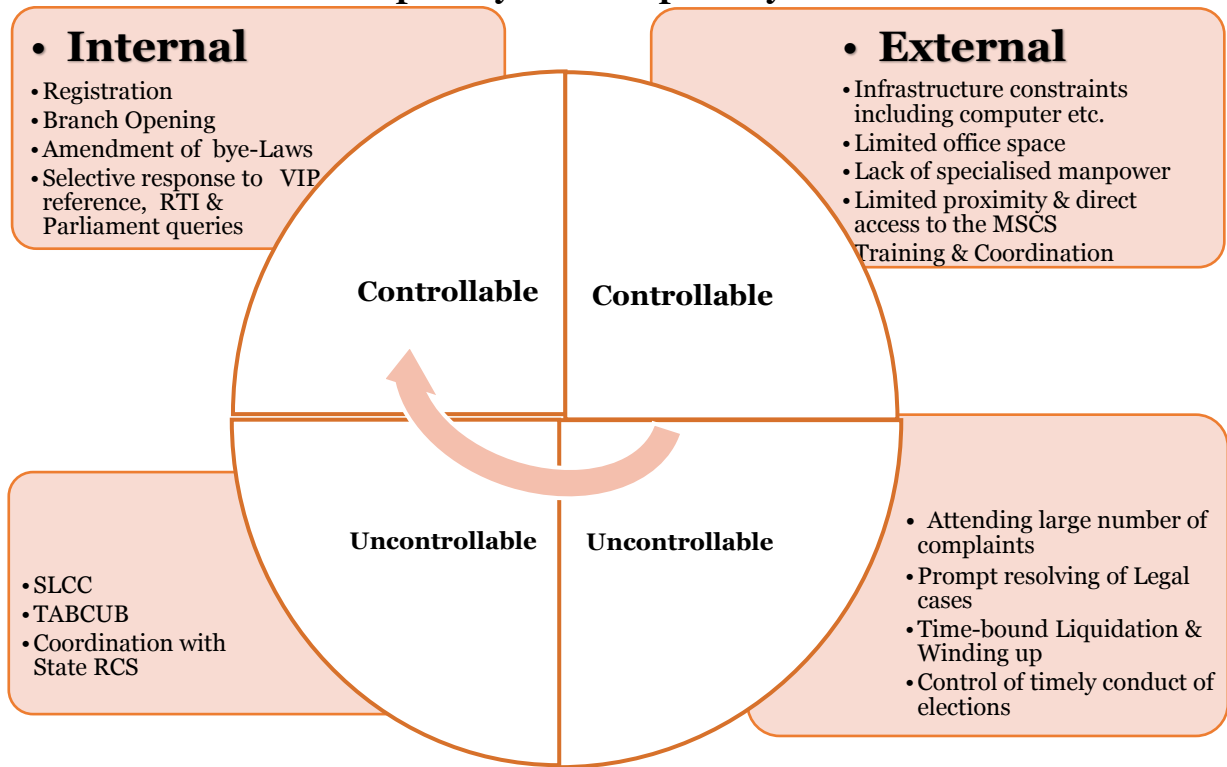 • Internal
• Registration
• Branch Opening
• Amendment of bye-Laws
• Selective response to VIP
reference, RTI &
Parliament queries
• External
• Infrastructure constraints
including computer etc.
• Limited office space
• Lack of specialised manpower
• Limited proximity & direct
access to the MSCS
Training & Coordination
Controllable
Controllable
Uncontrollable
Uncontrollable
• SLCC
• TABCUB
• Coordination with
State RCS
• Attending large number of
complaints
• Prompt resolving of Legal
cases
• Time-bound Liquidation &
Winding up
• Control of timely conduct of
elections